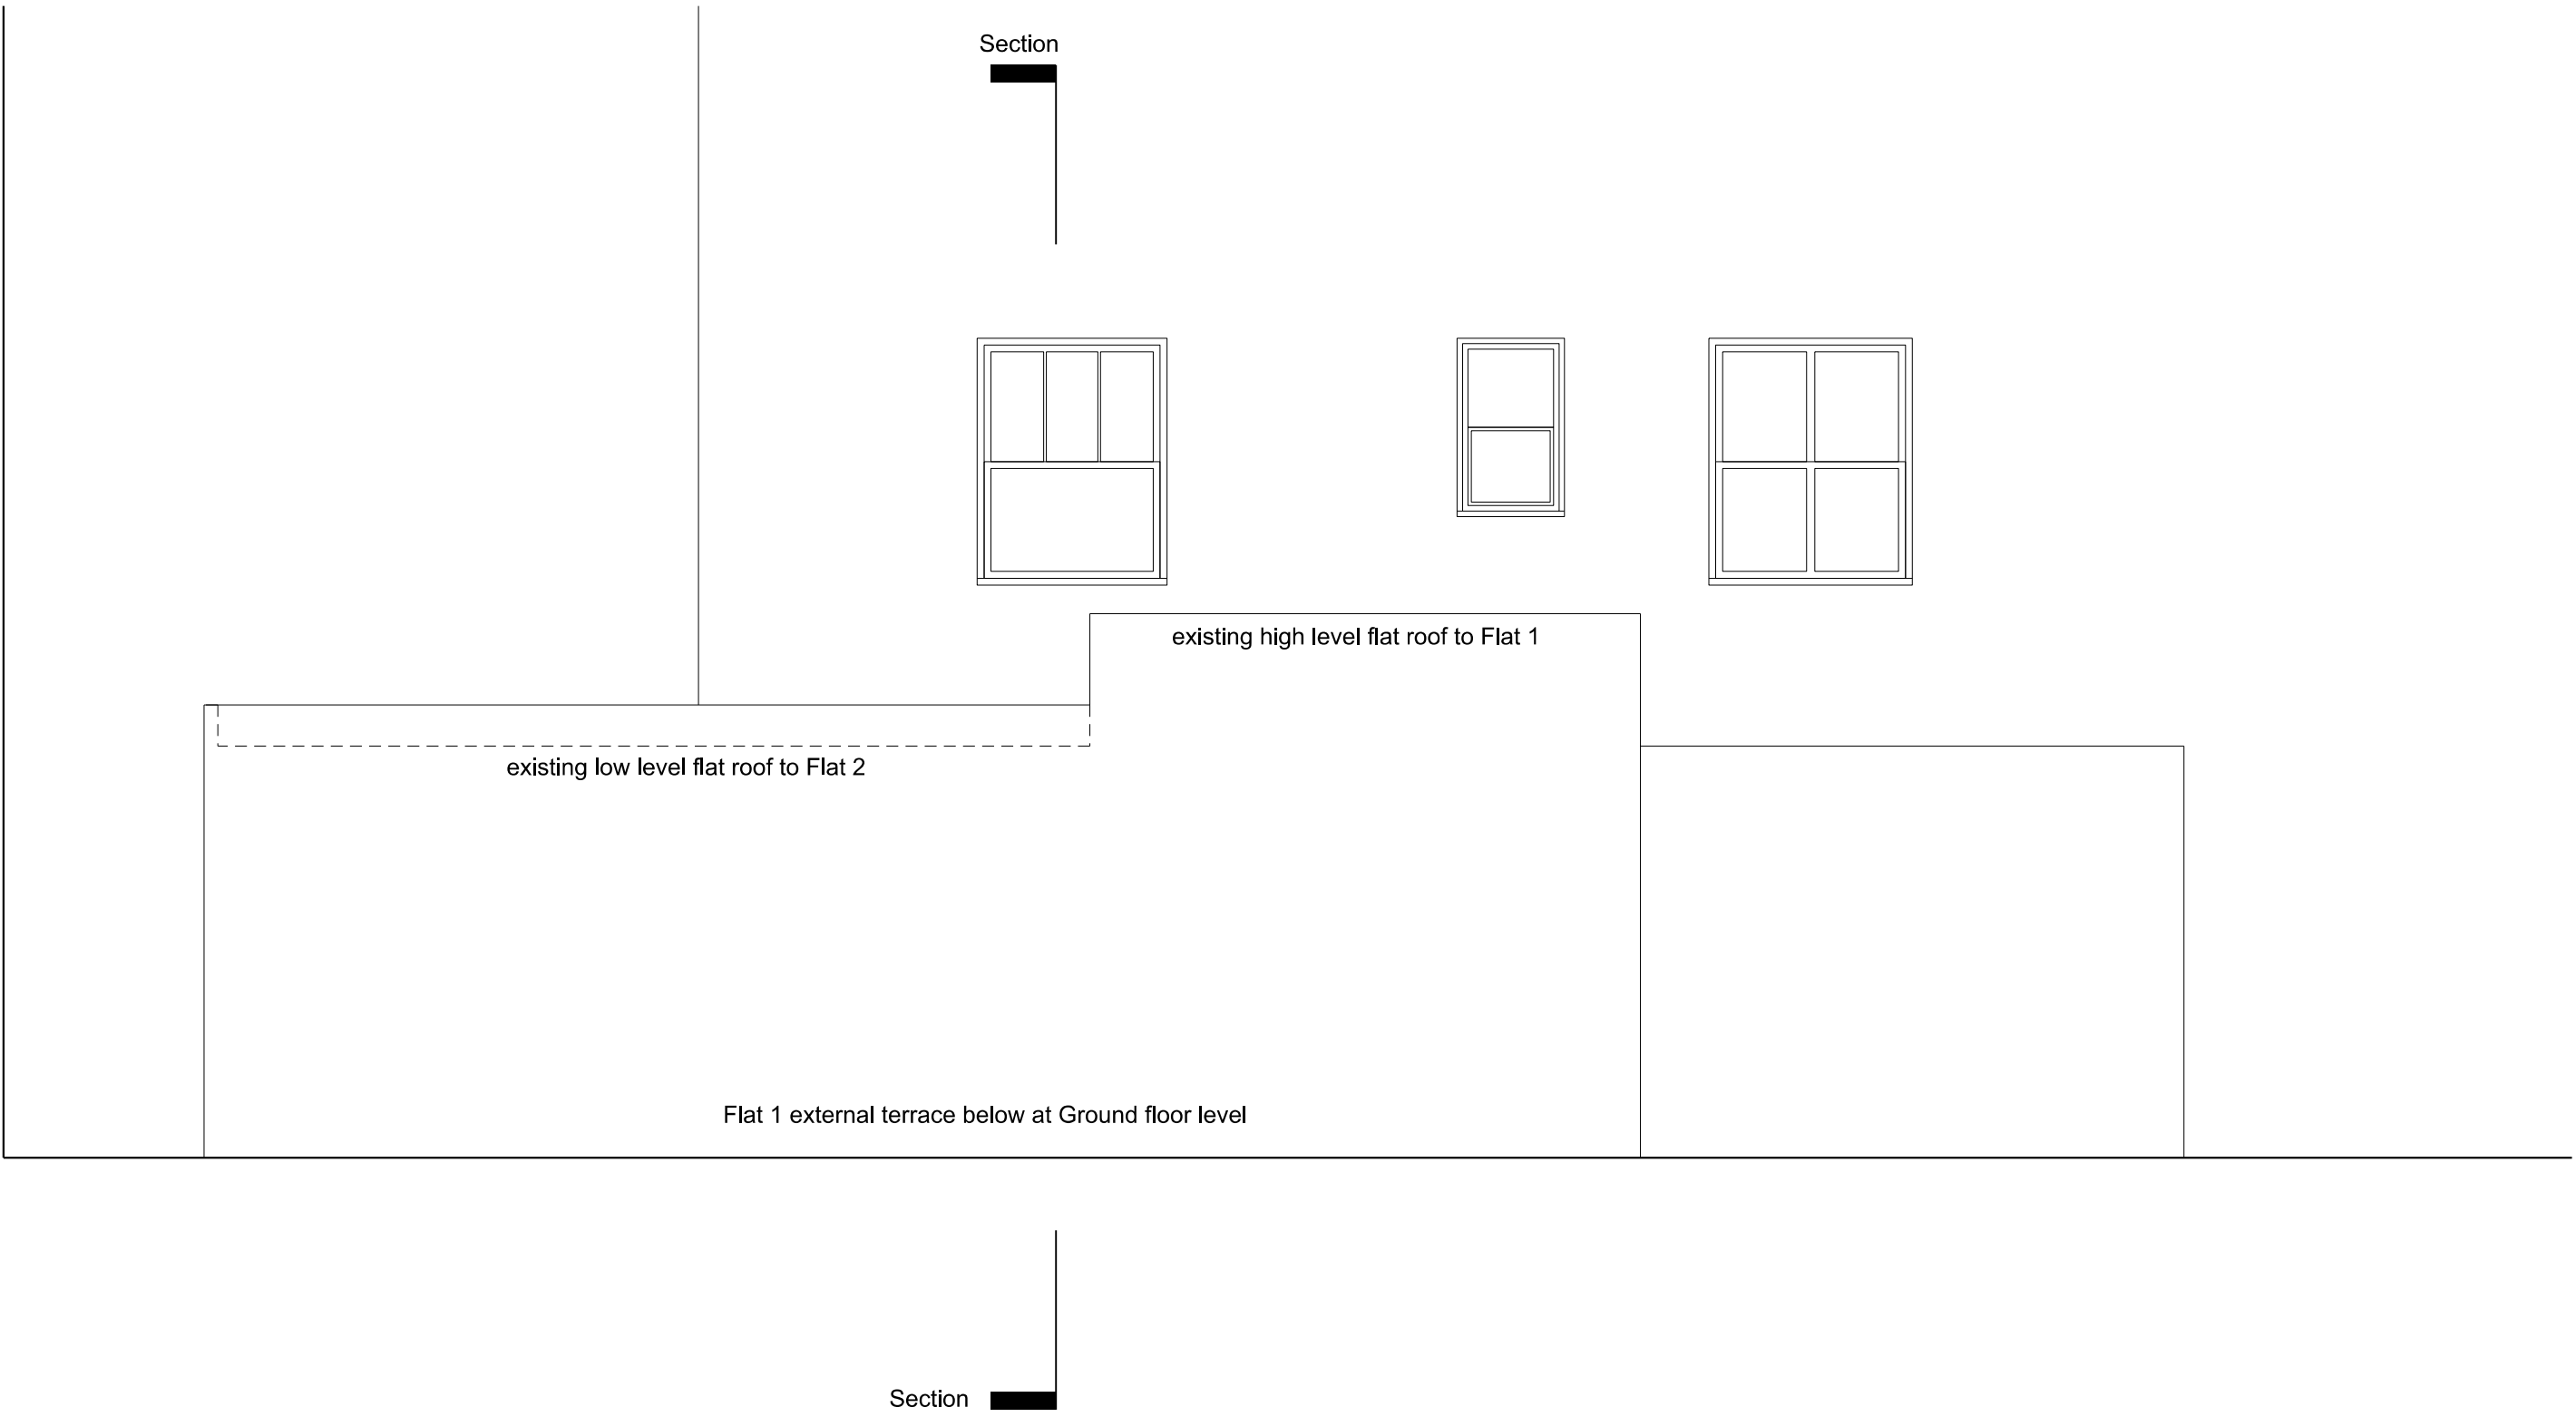 Section
existing high level flat roof to Flat 1
existing low level flat roof to Flat 2
Flat 1 external terrace below at Ground floor level
Section